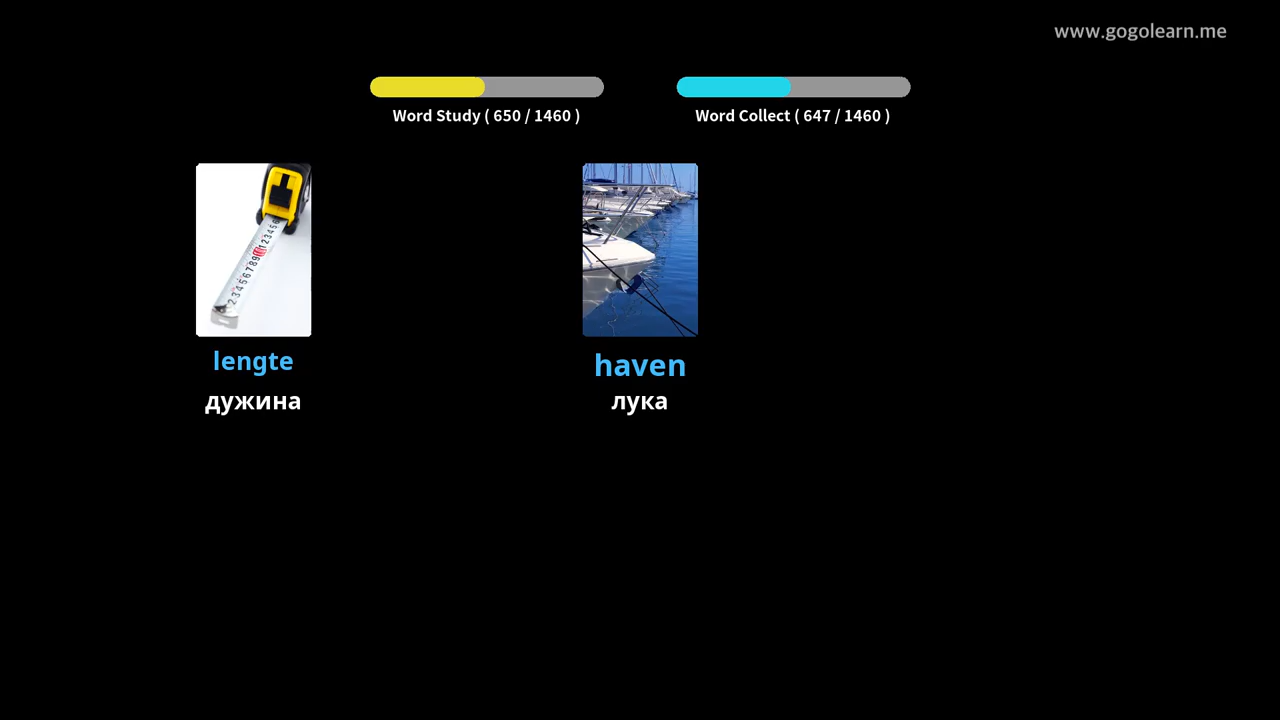 www.gogolearn.me
Word Study ( 650 / 1460 )
Word Collect ( 647 / 1460 )
lengte
дужина
haven
лука